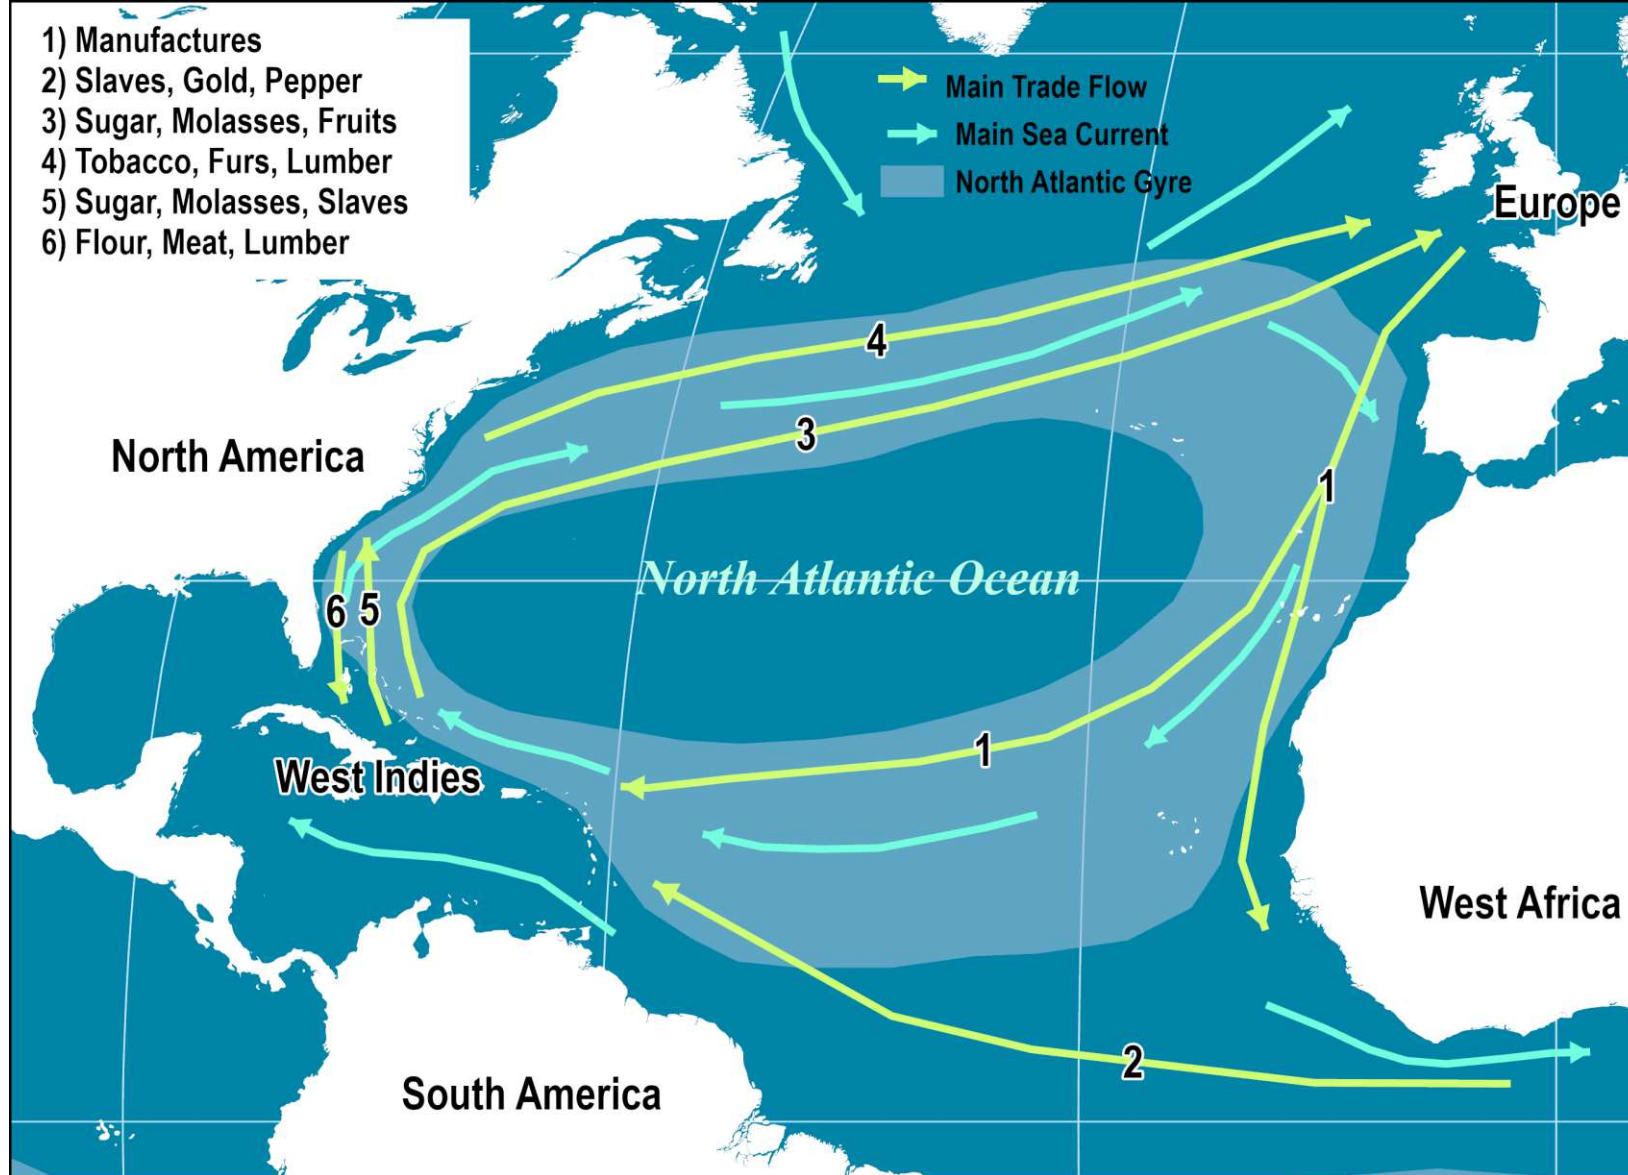 1) Manufactures
2) Slaves, Gold, Pepper
3) Sugar, Molasses, Fruits
4) Tobacco, Furs, Lumber
5) Sugar, Molasses, Slaves
6) Flour, Meat, Lumber
Main Trade Flow
Main Sea Current
North Atlantic Gyre
Europe
4
3
North America
1
North Atlantic Ocean
6
5
1
West Indies
West Africa
2
South America